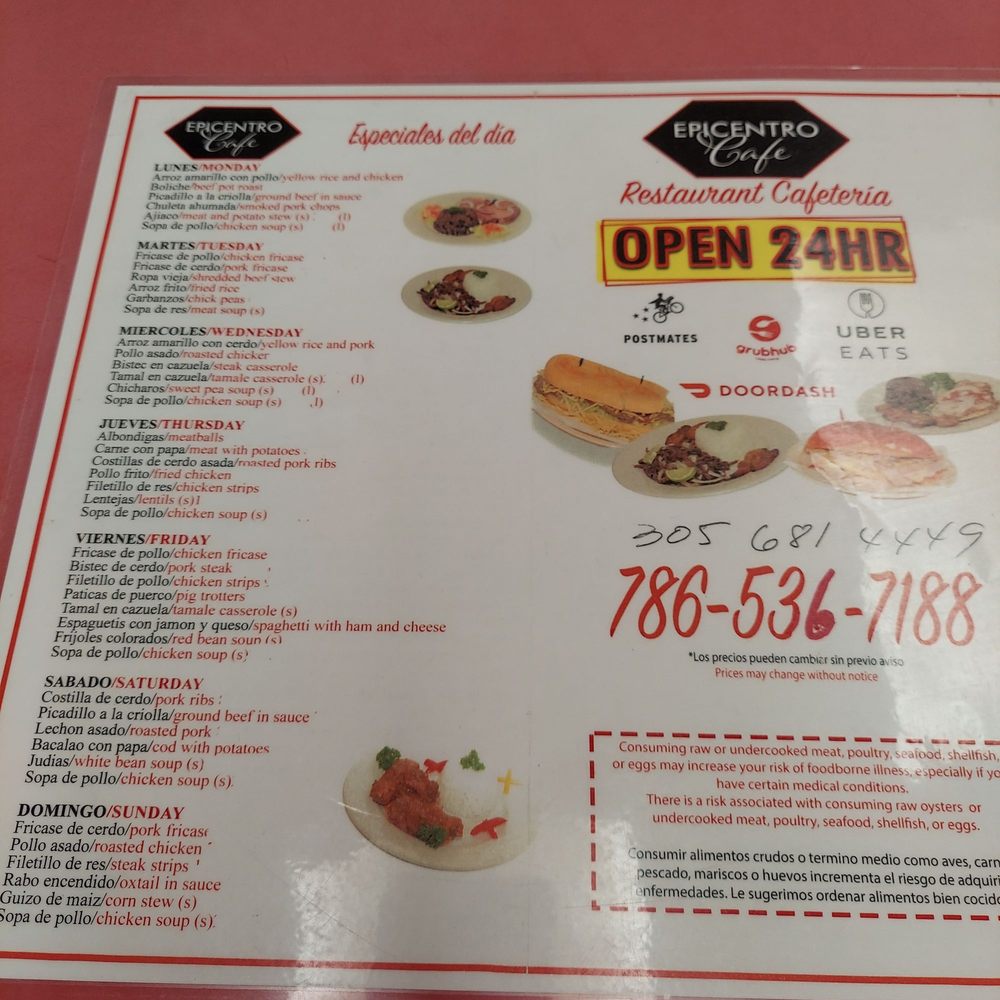 EPICENTRO
Cafe
Especiales del día
LUNES/MONDAY
Arroz amarillo con pollo/yellow rice and chicken
Boliche/beef pot roast
Picadillo a la criolla/ground beef in sauce
Chuleta ahumada/smoked pork chops
Ajiaco/meat and potato stew (s) (l)
Sopa de pollo/chicken soup (s) (l)
MARTES/TUESDAY
Fricase de pollo/chicken fricase
Fricase de cerdo/pork fricase
Ropa vieja/shredded beef stew
Arroz frito/fried rice
Garbanzos/chick peas
Sopa de res/meat soup (s)
MIERCOLES/WEDNESDAY
Arroz amarillo con cerdo/yellow rice and pork
Pollo asado/roasted chicker
Bistec en cazuela/steak casserole
Tamal en cazuela/tamale casserole (s). (l)
Chicharos/sweet pea soup (s) (l)
Sopa de pollo/chicken soup (s) ,l)
JUEVES/THURSDAY
Albondigas/meatballs
Carne con papa/meat with potatoes
Costillas de cerdo asada/roasted pork ribs
Pollo frito/fried chicken
Filetillo de res/chicken strips
Lentejas/lentils (s)l
Sopa de pollo/chicken soup (s)
VIERNES/FRIDAY
Fricase de pollo/chicken fricase
Bistec de cerdo/pork steak
Filetillo de pollo/chicken strips
Paticas de puerco/pig trotters
Tamal en cazuela/tamale casserole (s)
Espaguetis con jamon y queso/spaghetti with ham and cheese
Frijoles colorados/red bean soup (s)
Sopa de pollo/chicken soup (s)
SABADO/SATURDAY
Costilla de cerdo/pork ribs
Picadillo a la criolla/ground beef in sauce
Lechon asado/roasted pork
Bacalao con papa/cod with potatoes
Judias/white bean soup (s)
Sopa de pollo/chicken soup (s).
DOMINGO/SUNDAY
Fricase de cerdo/pork fricase
Pollo asado/roasted chicken
Filetillo de res/steak strips
Rabo encendido/oxtail in sauce
Guizo de maiz/corn stew (s)
Sopa de pollo/chicken soup (s).
EPICENTRO
Cafe
Restaurant Cafetería
OPEN 24HR
POSTMATES
GRUBHUB
UBER
EATS
DOORDASH
305 681 4449
786-536-7188
*Los precios pueden cambiar sin previo aviso
Prices may change without notice
Consuming raw or undercooked meat, poultry, seafood, shellfish,
or eggs may increase your risk of foodborne illness, especially if yo
have certain medical conditions.
There is a risk associated with consuming raw oysters or
undercooked meat, poultry, seafood, shellfish, or eggs.
Consumir alimentos crudos o termino medio como aves, carn
pescado, mariscos o huevos incrementa el riesgo de adquiri
enfermedades. Le sugerimos ordenar alimentos bien cocido